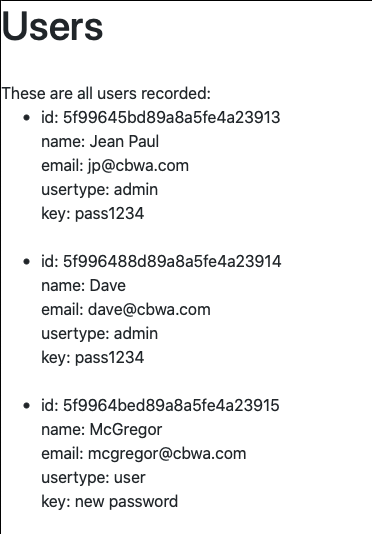 Users
These are all users recorded:
id: 5f99645bd89a8a5fe4a23913
name: Jean Paul
email: jp@cbwa.com
usertype: admin
key: pass1234
id: 5f996488d89a8a5fe4a23914
name: Dave
email: dave@cbwa.com
usertype: admin
key: pass1234
id: 5f9964bed89a8a5fe4a23915
name: McGregor
email: mcgregor@cbwa.com
usertype: user
key: new password